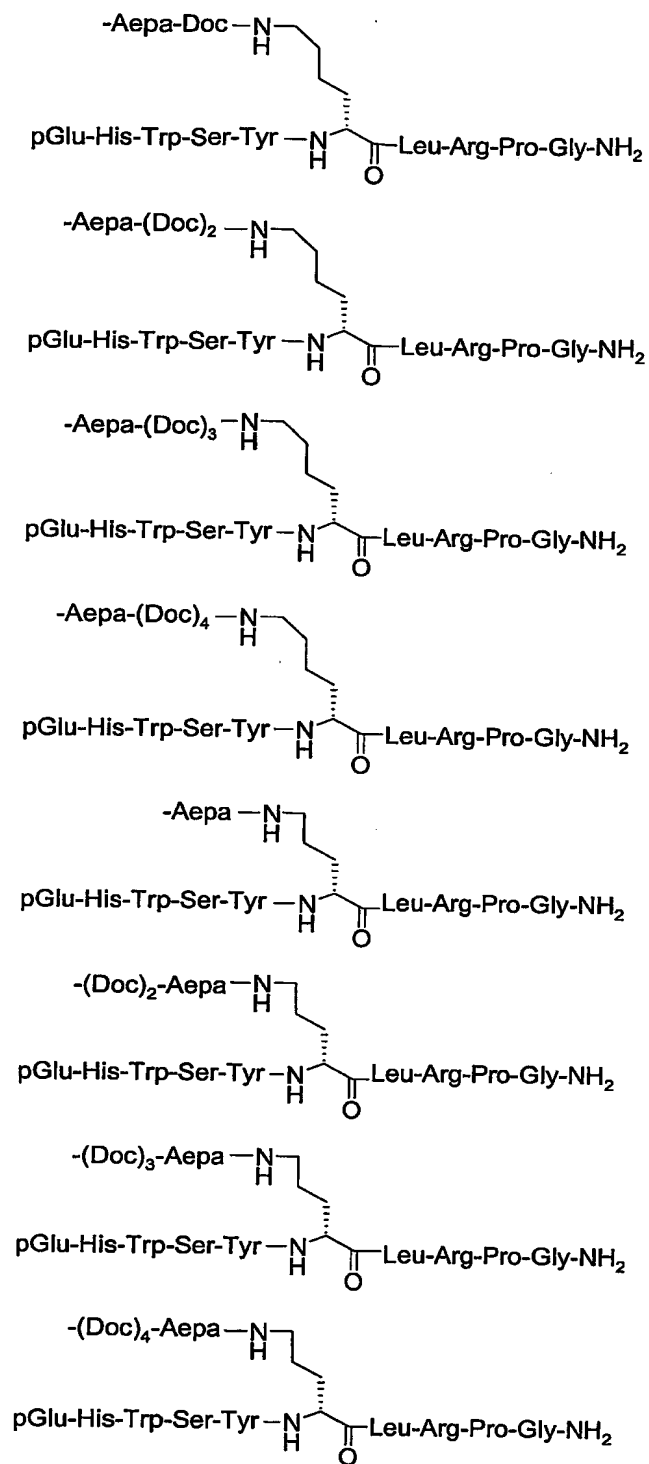 -Aepa-Doc-N
H
pGlu-His-Trp-Ser-Tyr-N
H
O
Leu-Arg-Pro-Gly-NH2
-Aepa-(Doc)2-N
H
pGlu-His-Trp-Ser-Tyr-N
H
O
Leu-Arg-Pro-Gly-NH2
-Aepa-(Doc)3-N
H
pGlu-His-Trp-Ser-Tyr-N
H
O
Leu-Arg-Pro-Gly-NH2
-Aepa-(Doc)4-N
H
pGlu-His-Trp-Ser-Tyr-N
H
O
Leu-Arg-Pro-Gly-NH2
-Aepa-N
H
pGlu-His-Trp-Ser-Tyr-N
H
O
Leu-Arg-Pro-Gly-NH2
-(Doc)2-Aepa-N
H
pGlu-His-Trp-Ser-Tyr-N
H
O
Leu-Arg-Pro-Gly-NH2
-(Doc)3-Aepa-N
H
pGlu-His-Trp-Ser-Tyr-N
H
O
Leu-Arg-Pro-Gly-NH2
-(Doc)4-Aepa-N
H
pGlu-His-Trp-Ser-Tyr-N
H
O
Leu-Arg-Pro-Gly-NH2